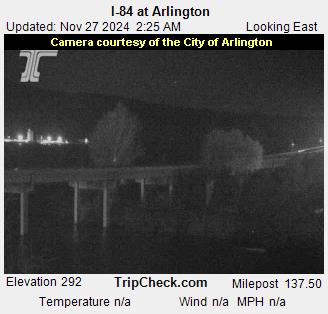 I-84 at Arlington
Updated: Nov 27 2024 2:25 AM Looking East
Camera courtesy of the City of Arlington
Elevation 292 TripCheck.com Milepost 137.50
Temperature n/a Wind n/a MPH n/a